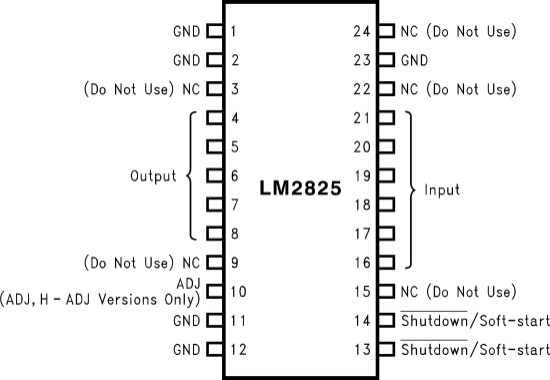 GND 1 24 NC (Do Not Use)
GND 2 23 GND
(Do Not Use) NC 3 22 NC (Do Not Use)
4 21
5 20
Output 6 LM2825 19 Input
7 18
8 17
(Do Not Use) NC 9 16
ADJ
(ADJ, H - ADJ Versions Only) 10 15 NC (Do Not Use)
GND 11 14 Shutdown/Soft-start
GND 12 13 Shutdown/Soft-start